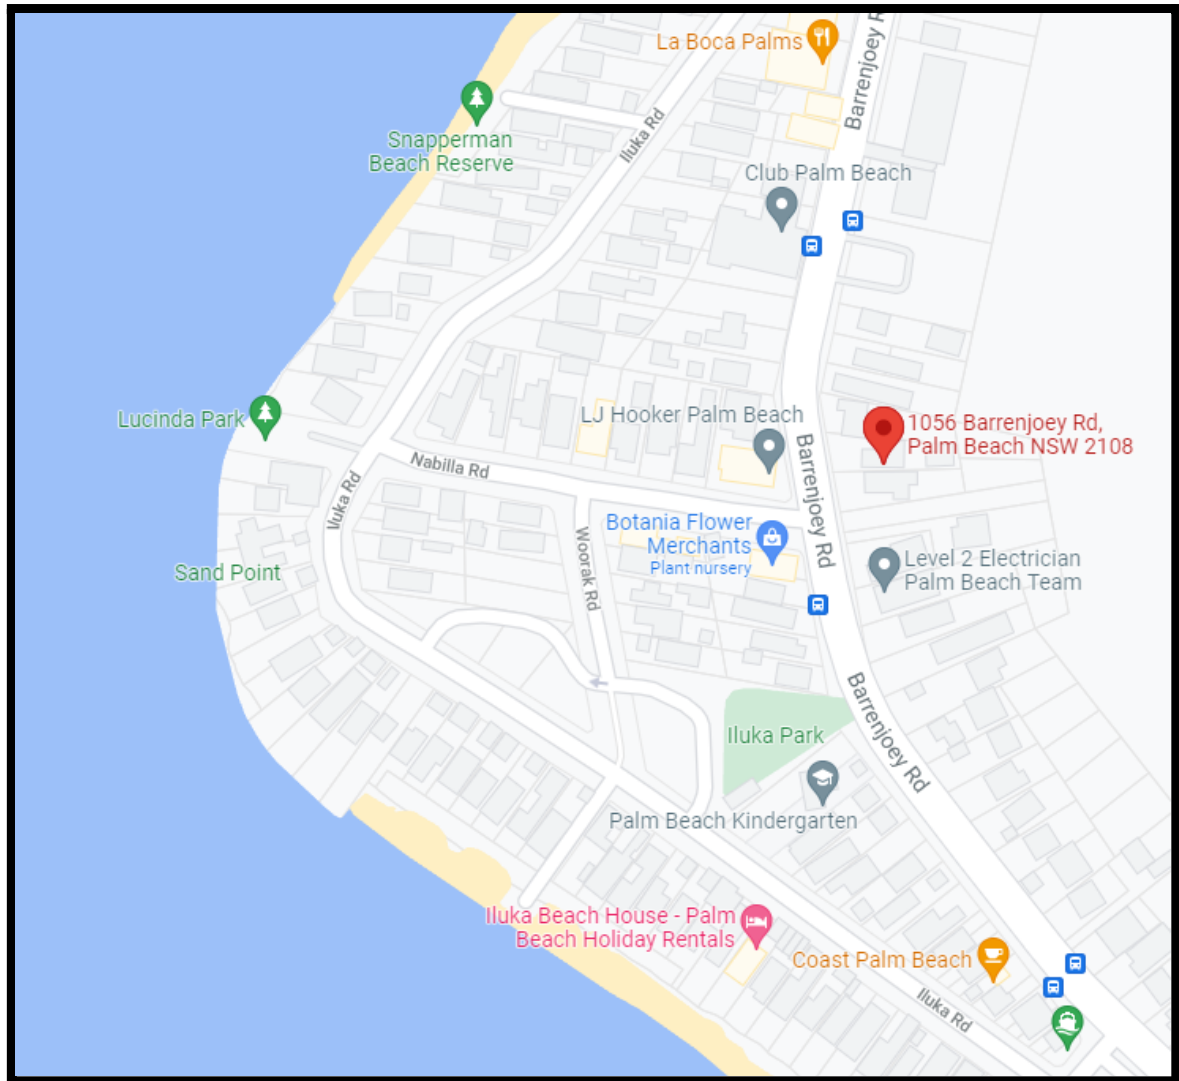 La Boca Palms
Barrenjoey R
Snapperman
Beach Reserve
Iluka Rd
Club Palm Beach
Lucinda Park
LJ Hooker Palm Beach
1056 Barrenjoey Rd,
Palm Beach NSW 2108
Nabilla Rd
Barrenjoey Rd
Iluka Rd
Botania Flower
Merchants
Plant nursery
Woorak Rd
Level 2 Electrician
Palm Beach Team
Sand Point
Barrenjoey Rd
Iluka Park
Palm Beach Kindergarten
Iluka Beach House - Palm
Beach Holiday Rentals
Coast Palm Beach
Iluka Rd